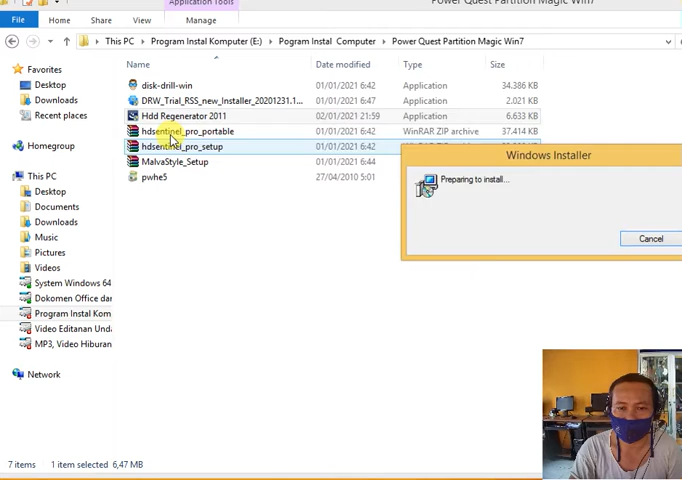 Application Tools
Power Quest Partition Magic Win7
File
Home
Share
View
Manage
This PC
Program Instal Komputer (E:)
Pogram Instal Computer
Power Quest Partition Magic Win7
Name
Date modified
Type
Size
Favorites
Desktop
Downloads
Recent places
Homegroup
This PC
Desktop
Documents
Downloads
Music
Pictures
Videos
System Windows 64
Dokomen Office dar
Program Instal Kom
Video Editanan Unda
MP3, Video Hiburan
Network
disk-drill-win 01/01/2021 6:42 Application 34.386 KB
DRW_Trial_RSS_new_Installer_20201231.1... 01/01/2021 6:47 Application 2.021 KB
Hdd Regenerator 2011 02/01/2021 21:59 Application 6.633 KB
hdsentinel_pro_portable 01/01/2021 6:42 WinRAR ZIP archive 37.414 KB
hdsentinel_pro_setup 01/01/2021 6:42 WinRAR ZIP archive
MalvaStyle_Setup 01/01/2021 6:44
pwhe5 27/04/2010 5:01
Windows Installer
Preparing to install...
Cancel
7 items
1 item selected 6,47 MB